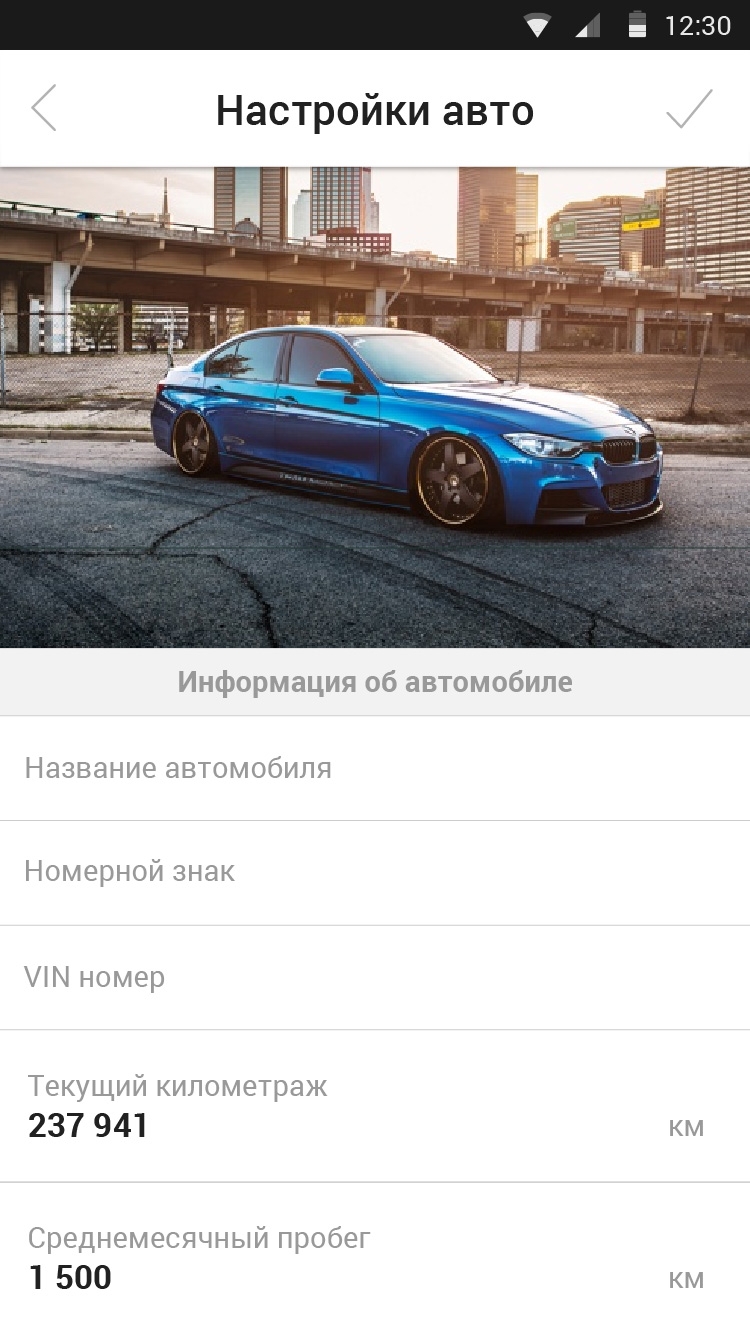 12:30
Настройки авто
Информация об автомобиле
Название автомобиля
Номерной знак
VIN номер
Текущий километраж
237 941 км
Среднемесячный пробег
1 500 км